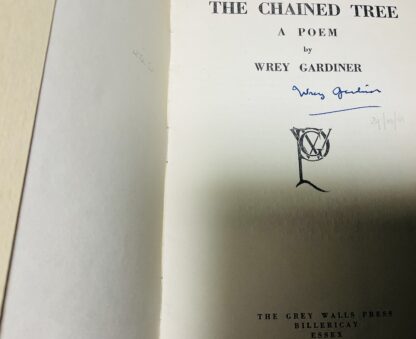 THE CHAINED TREE
A POEM
by
WREY GARDINER
Wrey Gardiner
THE GREY WALLS PRESS
BILLERICAY
ESSEX